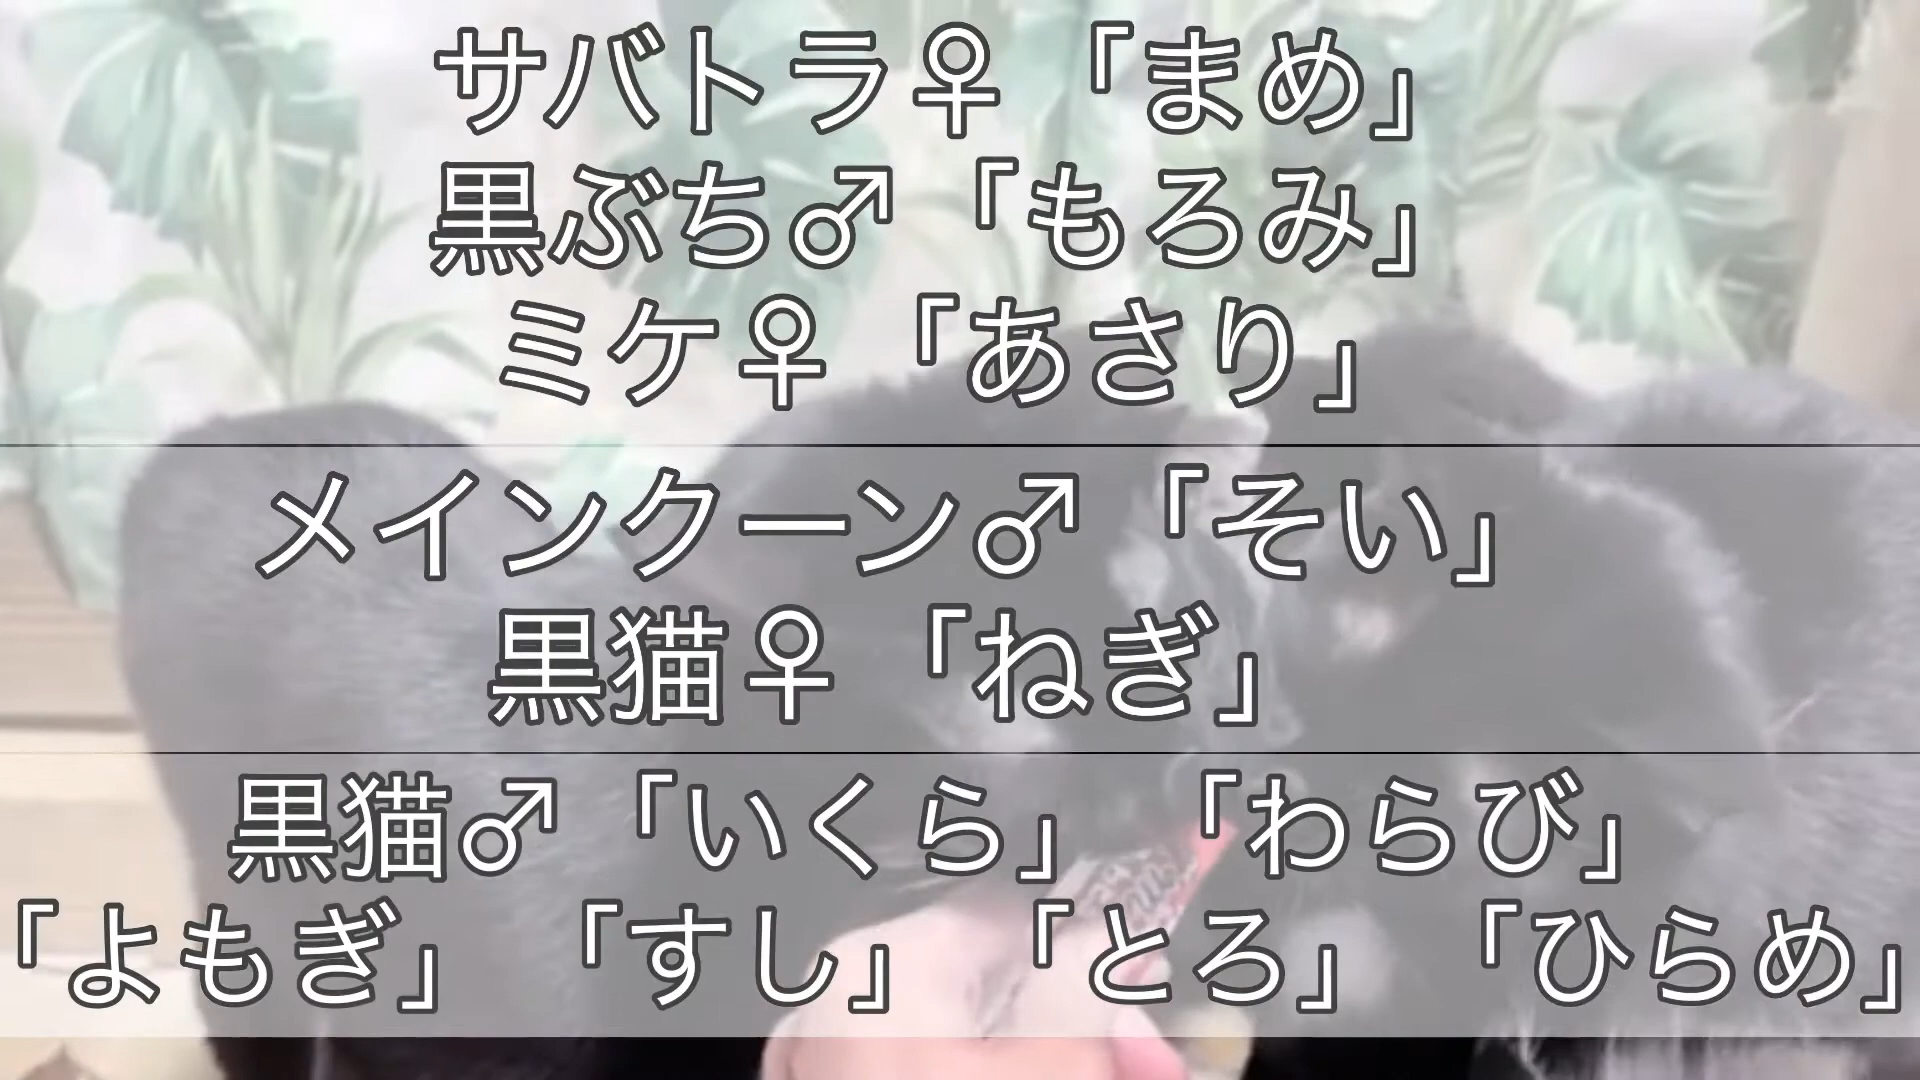 サバトラ♀「まめ」
黒ぶち♂「もろみ」
ミケ♀「あさり」
メインクーン♂「そい」
黒猫♀「ねぎ」
黒猫♂「いくら」「わらび」
「よもぎ」「すし」「とろ」「ひらめ」